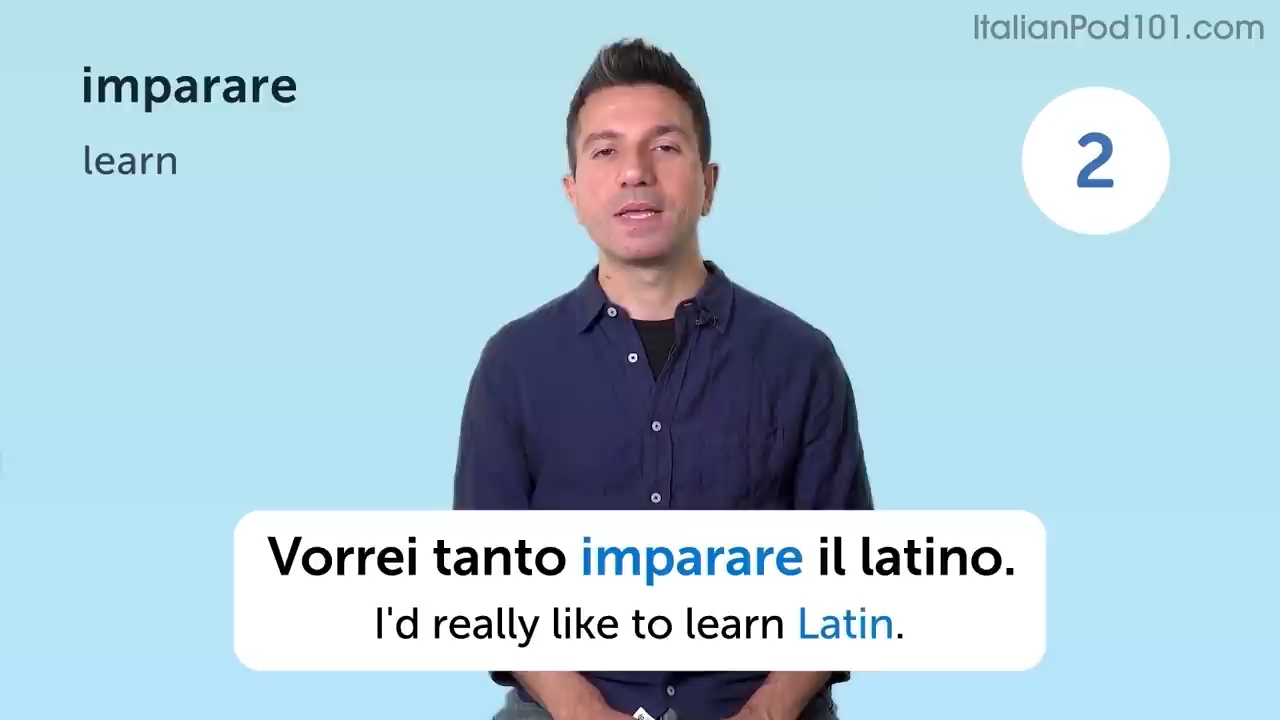 ItalianPod101.com
imparare
learn
2
Vorrei tanto imparare il latino.
I'd really like to learn Latin.